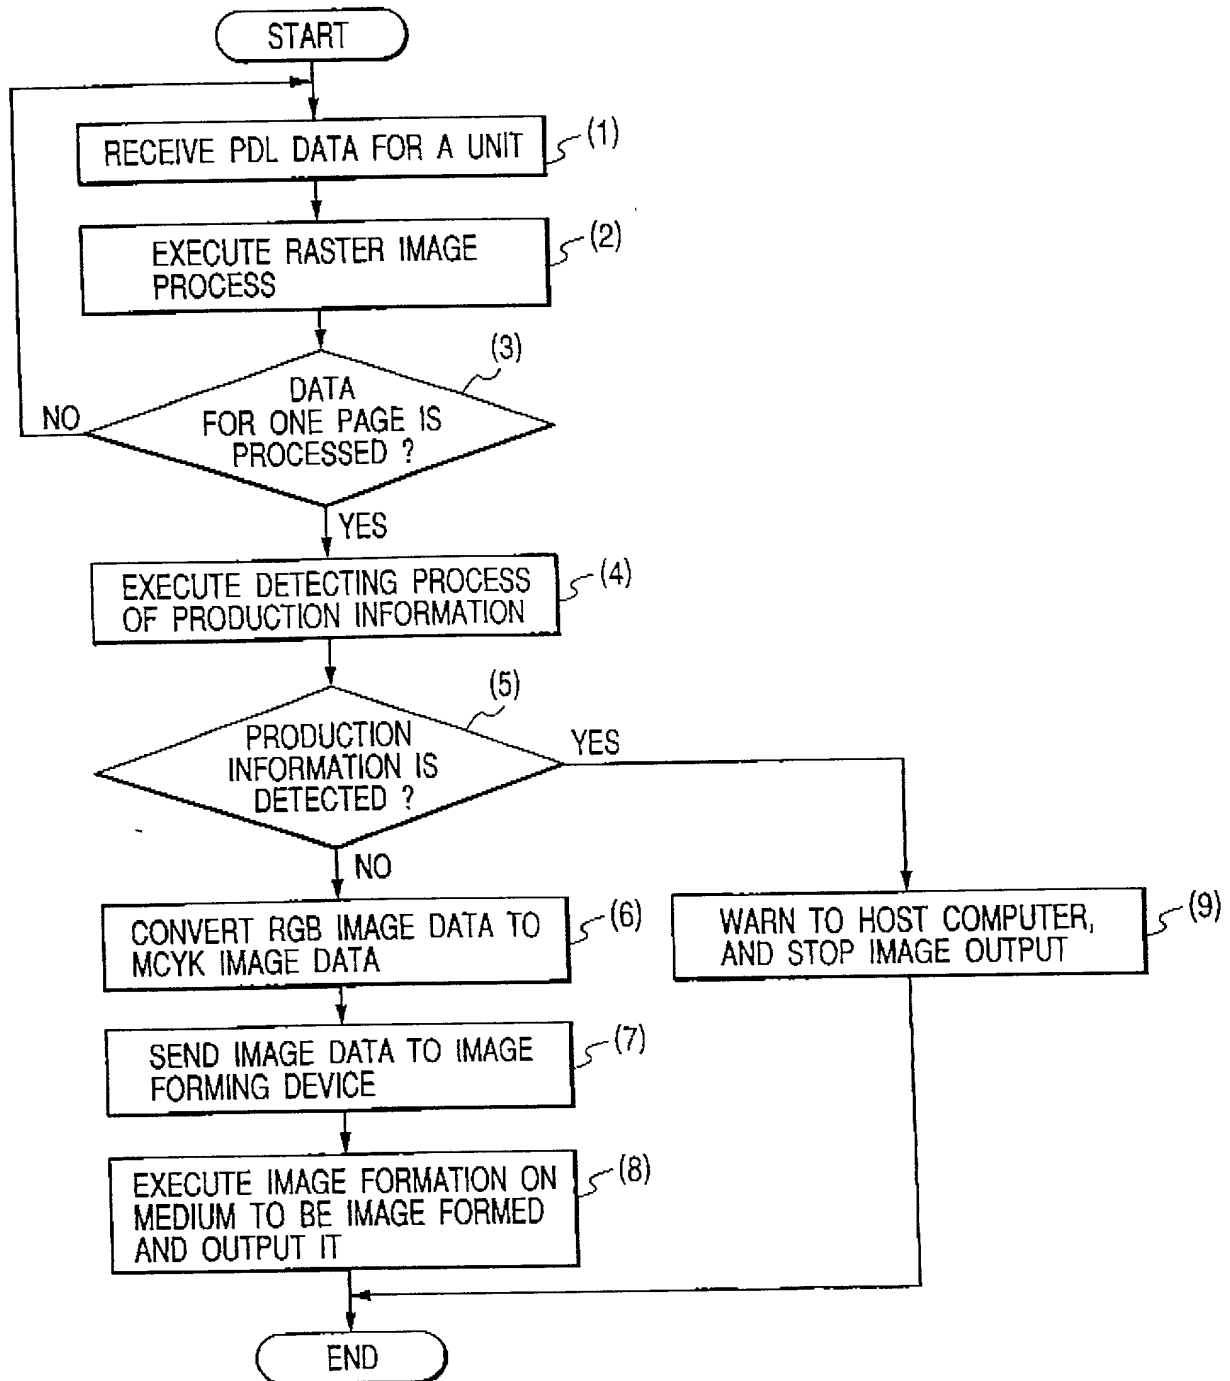 START
RECEIVE PDL DATA FOR A UNIT
(1)
EXECUTE RASTER IMAGE
PROCESS
(2)
(3)
DATA
FOR ONE PAGE IS
PROCESSED ?
NO
YES
EXECUTE DETECTING PROCESS
OF PRODUCTION INFORMATION
(4)
(5)
PRODUCTION
INFORMATION IS
DETECTED ?
YES
NO
CONVERT RGB IMAGE DATA TO
MCYK IMAGE DATA
(6)
WARN TO HOST COMPUTER,
AND STOP IMAGE OUTPUT
(9)
SEND IMAGE DATA TO IMAGE
FORMING DEVICE
(7)
EXECUTE IMAGE FORMATION ON
MEDIUM TO BE IMAGE FORMED
AND OUTPUT IT
(8)
END